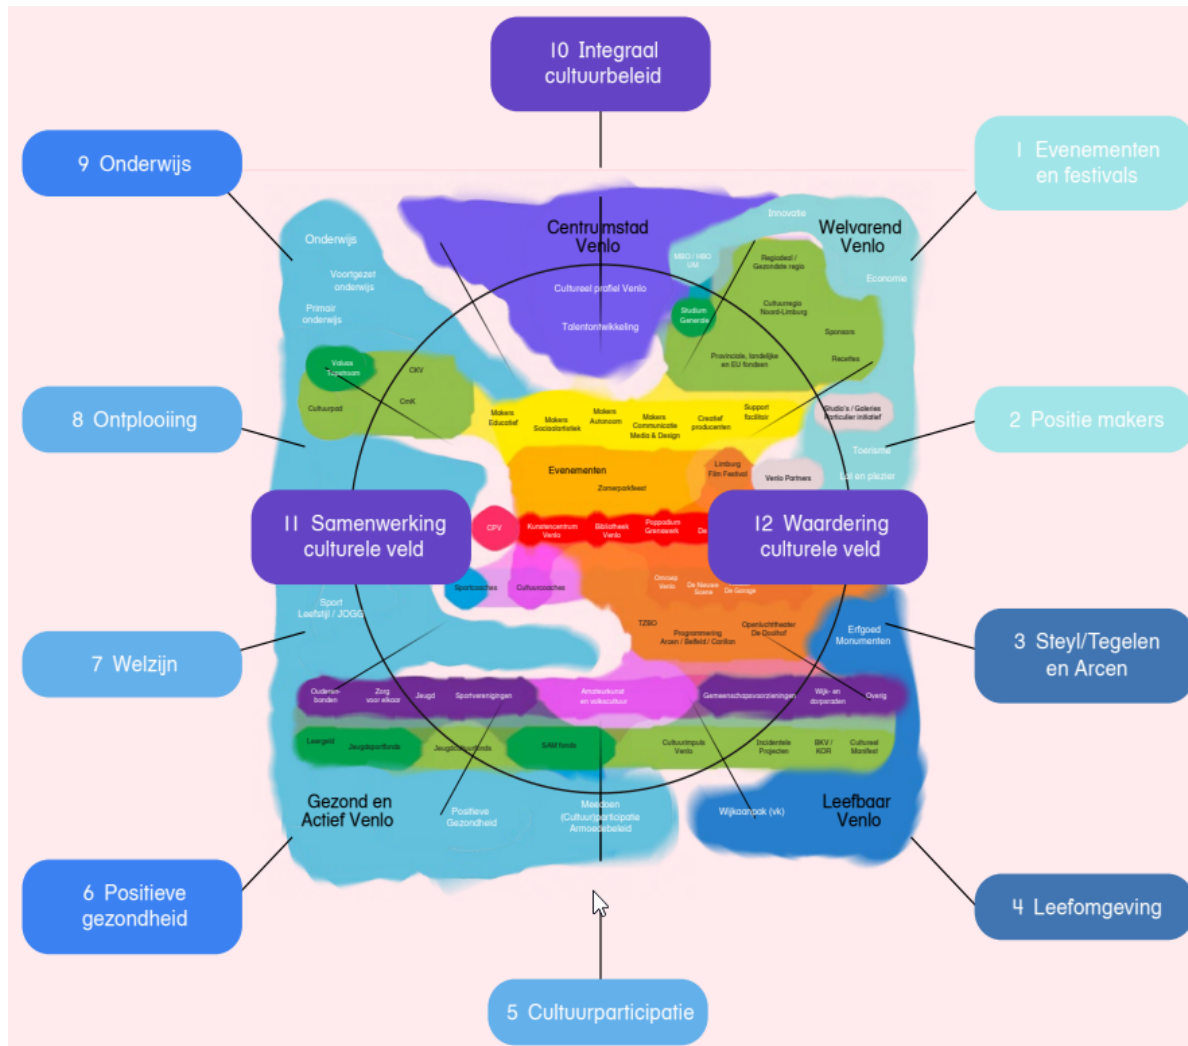 10 Integraal
cultuurbeleid
9 Onderwijs
1 Evenementen
en festivals
8 Ontplooiing
2 Positie makers
11 Samenwerking
culturele veld
12 Waardering
culturele veld
7 Welzijn
3 Steyl/Tegelen
en Arcen
6 Positieve
gezondheid
4 Leefomgeving
5 Cultuurparticipatie
Centrumstad
Venlo
Cultureel profiel Venlo
Talentontwikkeling
Welvarend
Venlo
Innovatie
MBO / HBO
UM
Studium
Generale
Regiodeal /
Gezondste regio
Economie
Cultuurregio
Noord-Limburg
Sponsors
Provinciale, landelijke
en EU fondsen
Recettes
Onderwijs
Voortgezet
onderwijs
Primair
onderwijs
Valuas
CKV
Cultuurpad
CmK
Makers
Educatief
Makers
Sociaalartistiek
Makers
Autonoom
Makers
Communicatie
Media & Design
Creatief
producenten
Support
facilitair
Studio's / Galeries
Particulier initiatief
Toerisme
Evenementen
Zomerparkfeest
Limburg
Film Festival
Venlo Partners
CPV
Kunstencentrum
Venlo
Bibliotheek
Venlo
Poppodium
Grenswerk
De
Sportcoaches
Cultuurcoaches
Omroep
Venlo
De Nieuwe
Scene
De Garage
Sport
Leefstijl / JOGG
TZBO
Programmering
Arcen / Belfeld / Carillon
Openluchttheater
De Doolhof
Erfgoed
Monumenten
Ouderen-
bonden
Zorg
voor elkaar
Jeugd
Sportverenigingen
Amateurkunst
en volkscultuur
Gemeenschapsvoorzieningen
Wijk- en
dorpsraden
Overig
Leergeld
Jeugdsportfonds
Jeugdcultuurfonds
SAM fonds
Cultuurimpuls
Venlo
Incidentele
Projecten
BKV /
KOR
Cultureel
Manifest
Gezond en
Actief Venlo
Positieve
Gezondheid
Meedoen
(Cultuur)participatie
Armoedebeleid
Wijkaanpak (vk)
Leefbaar
Venlo